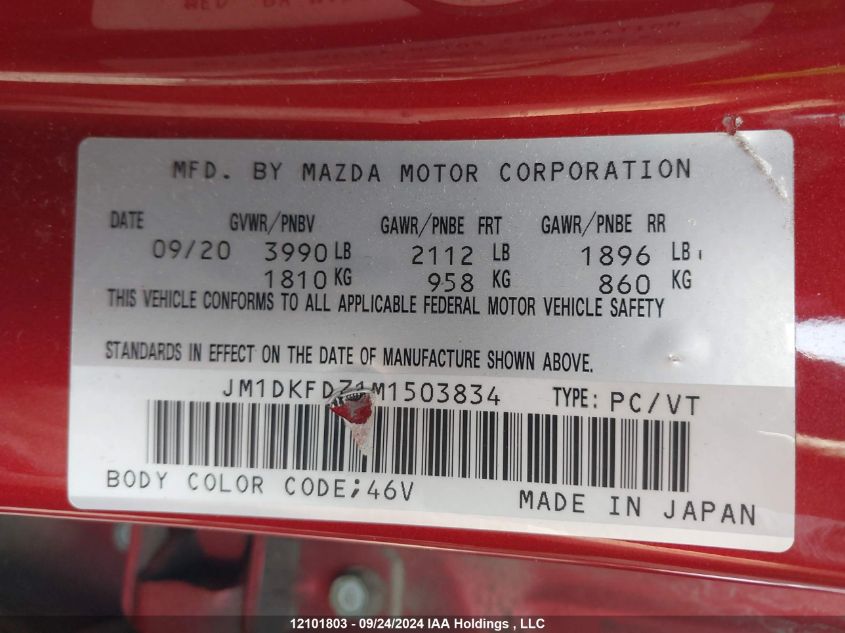 MFD. BY MAZDA MOTOR CORPORATION
DATE GVWR/PNBV GAWR/PNBE FRT GAWR/PNBE RR
09/20 3990 LB 2112 LB 1896 LB
1810 KG 958 KG 860 KG
THIS VEHICLE CONFORMS TO ALL APPLICABLE FEDERAL MOTOR VEHICLE SAFETY
STANDARDS IN EFFECT ON THE DATE OF MANUFACTURE SHOWN ABOVE.
JM1DKFDZ1M1503834 TYPE: PC/VT
BODY COLOR CODE;46V
MADE IN JAPAN
12101803 - 09/24/2024 IAA Holdings , LLC